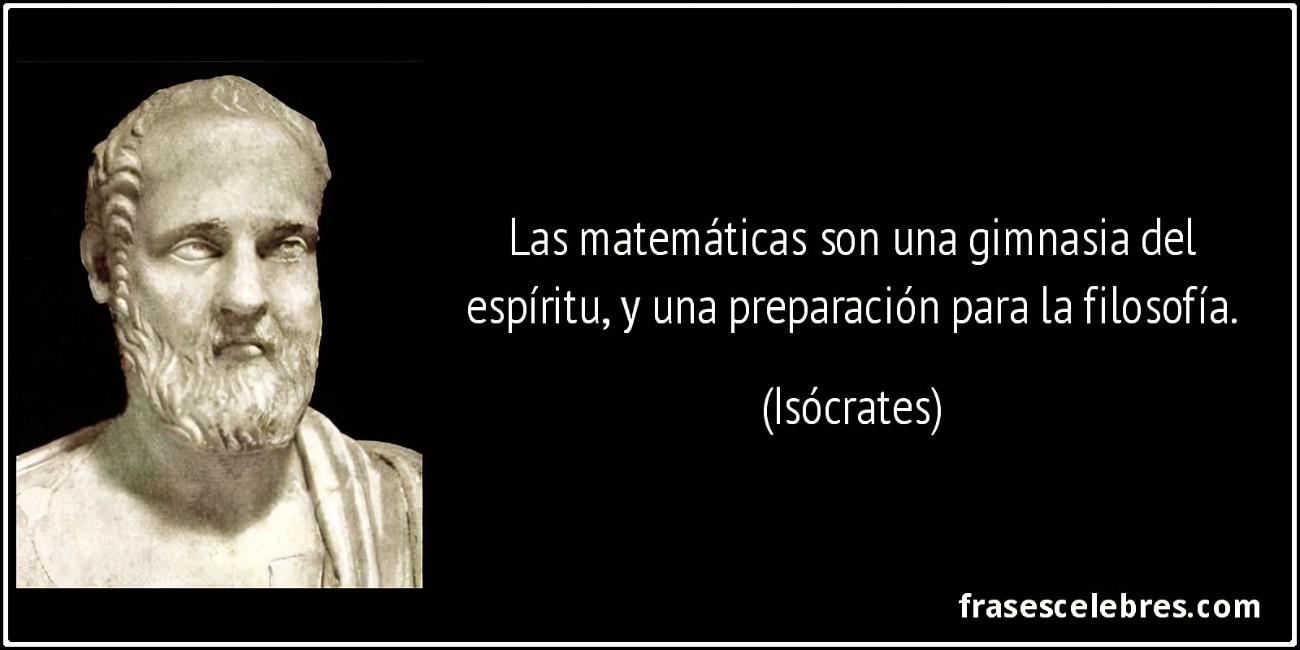 Las matemáticas son una gimnasia del
espíritu, y una preparación para la filosofía.
(Isócrates)
frasescelebres.com